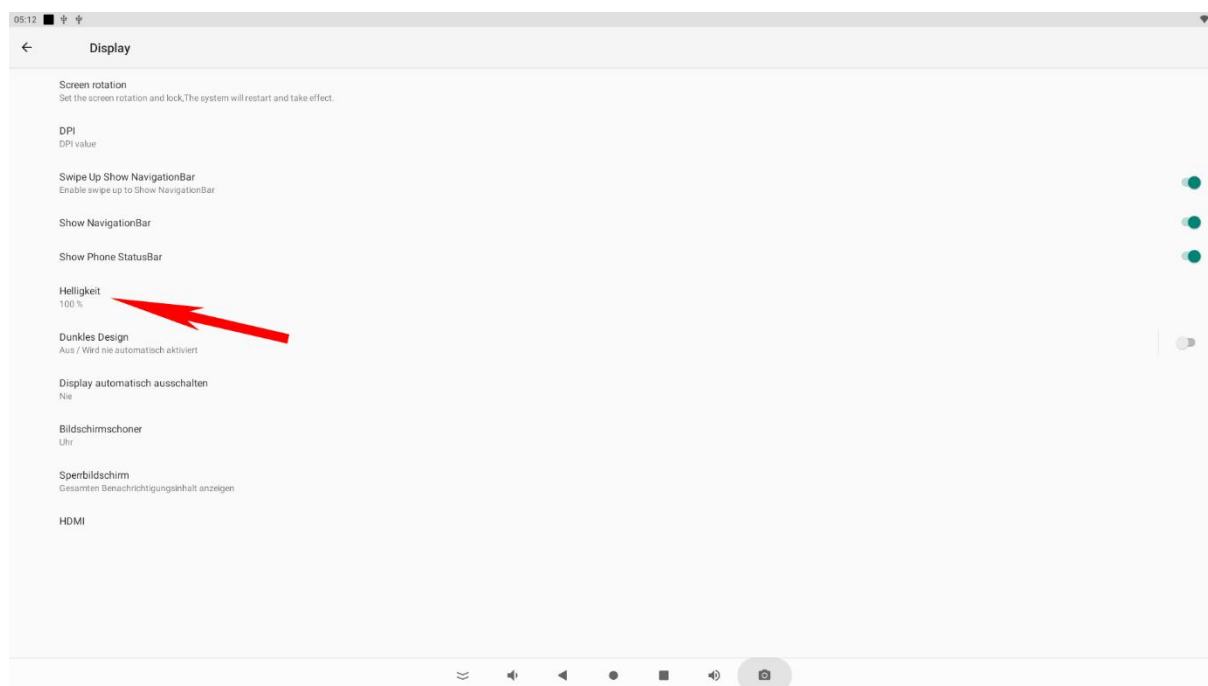 05:12
Display
Screen rotation
Set the screen rotation and lock,The system will restart and take effect.
DPI
DPI value
Swipe Up Show NavigationBar
Enable swipe up to Show NavigationBar
Show NavigationBar
Show Phone StatusBar
Helligkeit
100 %
Dunkles Design
Aus / Wird nie automatisch aktiviert
Display automatisch ausschalten
Nie
Bildschirmschoner
Uhr
Sperrbildschirm
Gesamten Benachrichtigungsinhalt anzeigen
HDMI